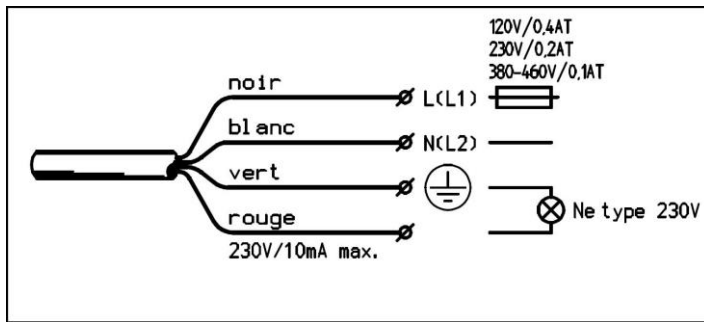 120V/0,4AT
230V/0,2AT
380-460V/0,1AT
noir
L(L1)
blanc
N(L2)
vert
rouge
Ne type 230V
230V/10mA max.